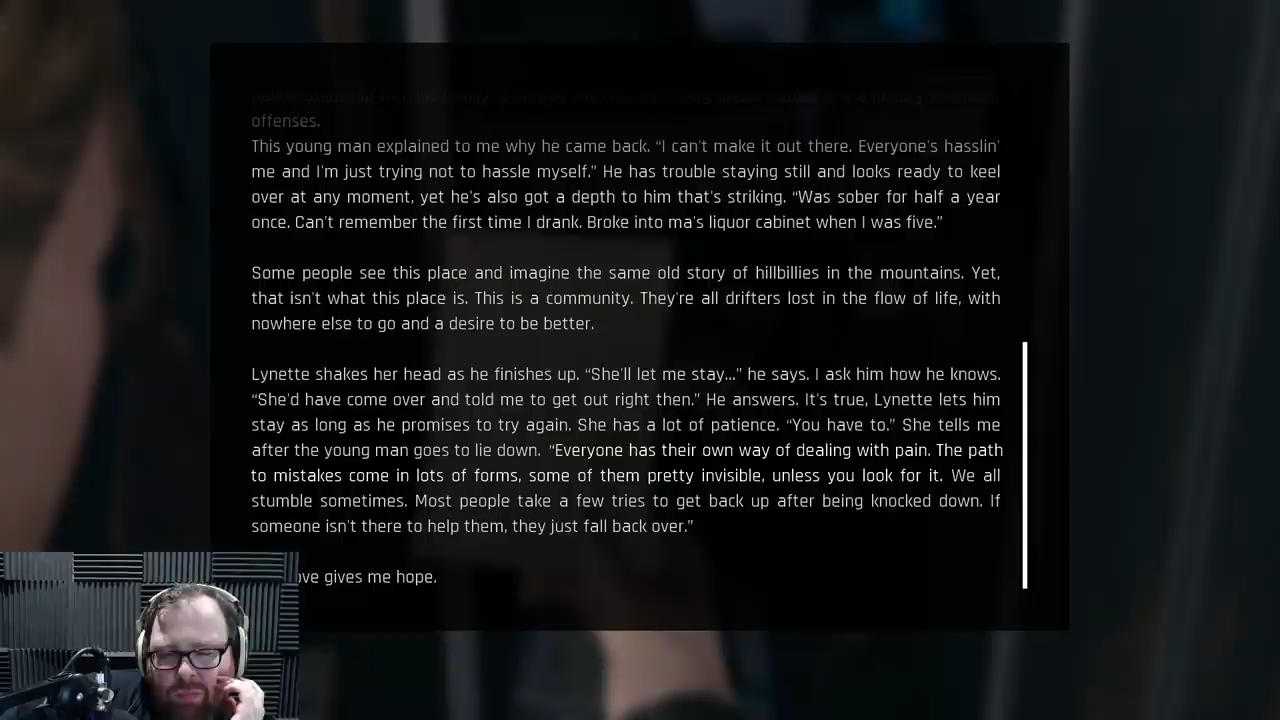 offenses.
This young man explained to me why he came back. “I can't make it out there. Everyone's hasslin'
me and I'm just trying not to hassle myself.” He has trouble staying still and looks ready to keel
over at any moment, yet he's also got a depth to him that's striking. “Was sober for half a year
once. Can't remember the first time I drank. Broke into ma's liquor cabinet when I was five.”
Some people see this place and imagine the same old story of hillbillies in the mountains. Yet,
that isn't what this place is. This is a community. They're all drifters lost in the flow of life, with
nowhere else to go and a desire to be better.
Lynette shakes her head as he finishes up. “She'll let me stay...” he says. I ask him how he knows.
“She'd have come over and told me to get out right then.” He answers. It's true, Lynette lets him
stay as long as he promises to try again. She has a lot of patience. “You have to.” She tells me
after the young man goes to lie down. “Everyone has their own way of dealing with pain. The path
to mistakes come in lots of forms, some of them pretty invisible, unless you look for it. We all
stumble sometimes. Most people take a few tries to get back up after being knocked down. If
someone isn't there to help them, they just fall back over.”
gives me hope.